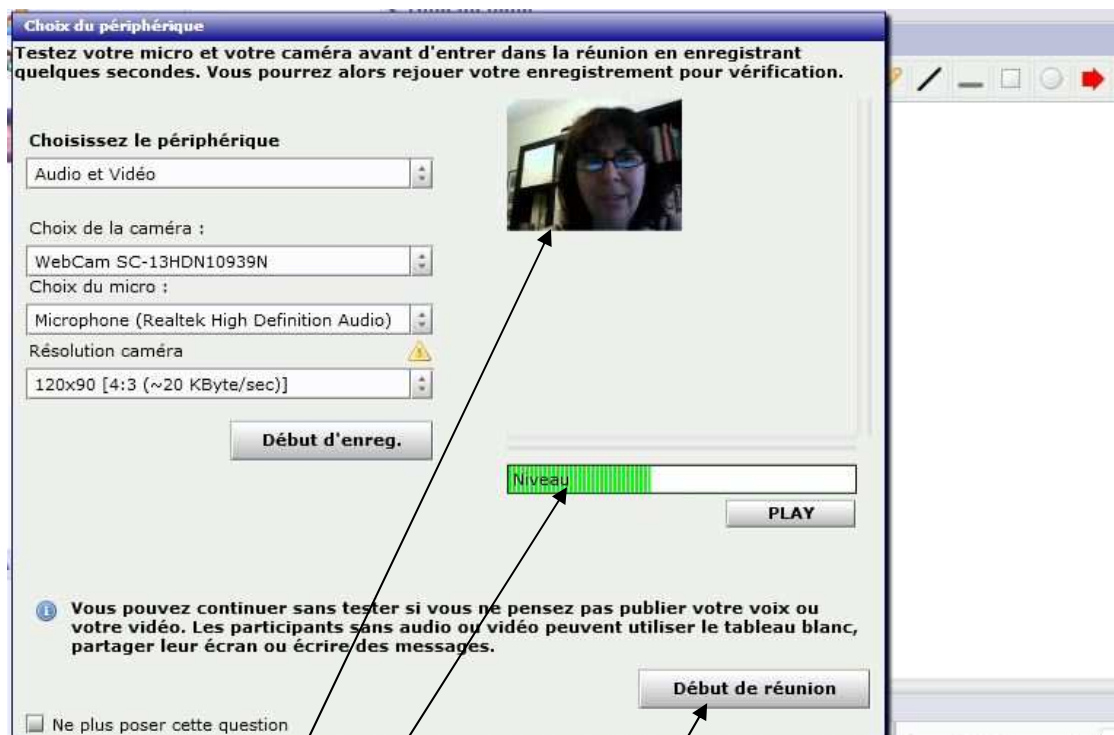 Choix du périphérique
Testez votre micro et votre caméra avant d'entrer dans la réunion en enregistrant
quelques secondes. Vous pourrez alors rejouer votre enregistrement pour vérification.
Choisissez le périphérique
Audio et Vidéo
Choix de la caméra :
WebCam SC-13HDN10939N
Choix du micro :
Microphone (Realtek High Definition Audio)
Résolution caméra
120x90 [4:3 (~20 KByte/sec)]
Début d'enreg.
Niveau
PLAY
Vous pouvez continuer sans tester si vous ne pensez pas publier votre voix ou
votre vidéo. Les participants sans audio ou vidéo peuvent utiliser le tableau blanc,
partager leur écran ou écrire des messages.
Début de réunion
Ne plus poser cette question